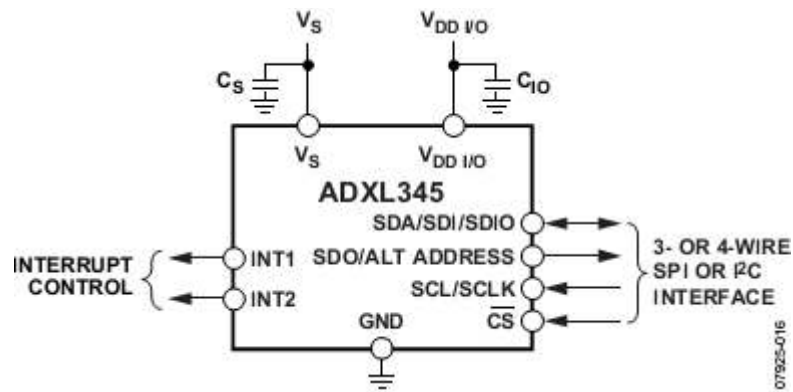 VS VDD I/O
CS CIO
VS VDD I/O
ADXL345
SDA/SDI/SDIO
INTERRUPT CONTROL
INT1 SDO/ALT ADDRESS
3- OR 4-WIRE
SPI OR I2C
INTERFACE
INT2 SCL/SCLK
GND CS
07925-016